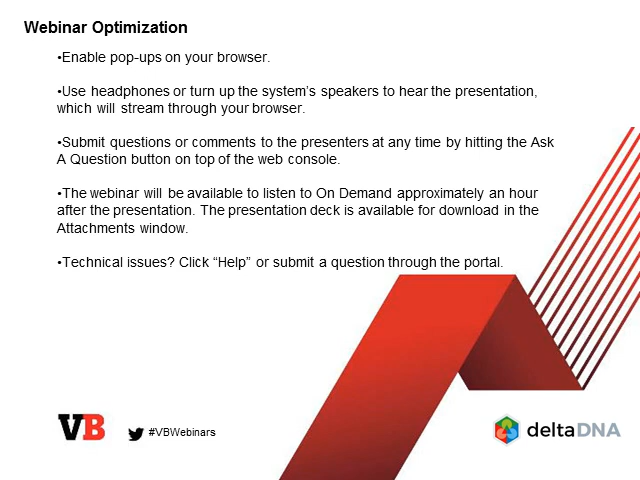 Webinar Optimization
•Enable pop-ups on your browser.
•Use headphones or turn up the system’s speakers to hear the presentation,
which will stream through your browser.
•Submit questions or comments to the presenters at any time by hitting the Ask
A Question button on top of the web console.
•The webinar will be available to listen to On Demand approximately an hour
after the presentation. The presentation deck is available for download in the
Attachments window.
•Technical issues? Click “Help” or submit a question through the portal.
VB
#VBWebinars
deltaDNA